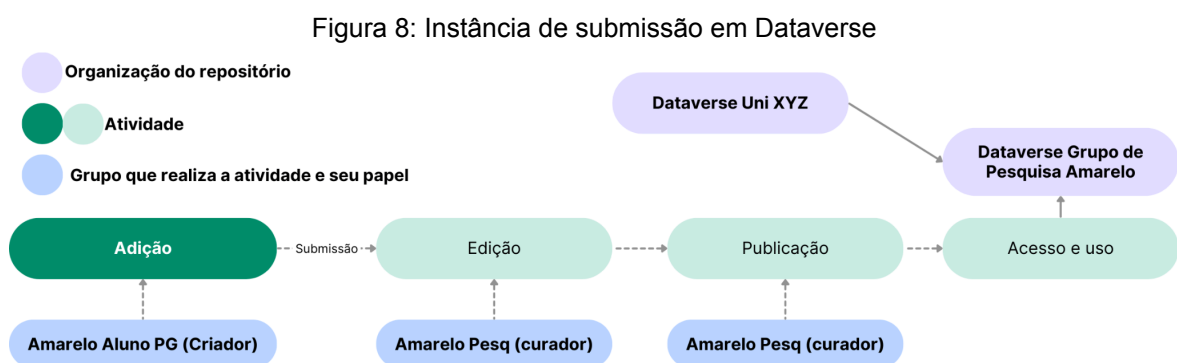 Figura 8: Instância de submissão em Dataverse
Organização do repositório
Atividade
Grupo que realiza a atividade e seu papel
Dataverse Uni XYZ
Dataverse Grupo de
Pesquisa Amarelo
Adição
Submissão
Edição
Publicação
Acesso e uso
Amarelo Aluno PG (Criador)
Amarelo Pesq (curador)
Amarelo Pesq (curador)